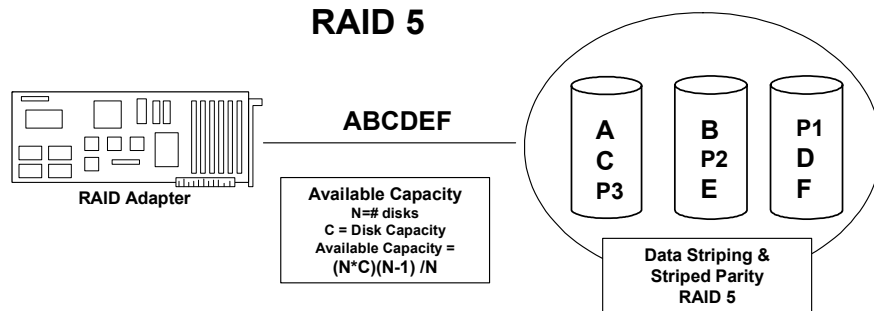 RAID 5
ABCDEF
RAID Adapter
Available Capacity
N=# disks
C = Disk Capacity
Available Capacity =
(N*C)(N-1) /N
A
C
P3
B
P2
E
P1
D
F
Data Striping &
Striped Parity
RAID 5